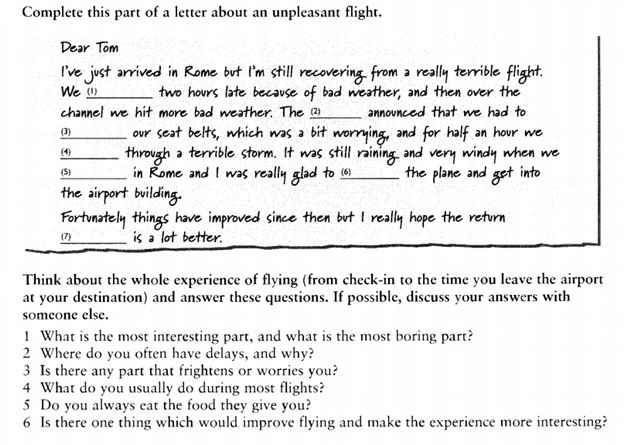 Complete this part of a letter about an unpleasant flight.
Dear Tom
I've just arrived in Rome but I'm still recovering from a really terrible flight.
We (1)________ two hours late because of bad weather, and then over the
channel we hit more bad weather. The (2)________ announced that we had to
(3)________ our seat belts, which was a bit worrying, and for half an hour we
(4)________ through a terrible storm. It was still raining and very windy when we
(5)________ in Rome and I was really glad to (6)________ the plane and get into
the airport building.
Fortunately things have improved since then but I really hope the return
(7)________ is a lot better.
Think about the whole experience of flying (from check-in to the time you leave the airport
at your destination) and answer these questions. If possible, discuss your answers with
someone else.
1 What is the most interesting part, and what is the most boring part?
2 Where do you often have delays, and why?
3 Is there any part that frightens or worries you?
4 What do you usually do during most flights?
5 Do you always eat the food they give you?
6 Is there one thing which would improve flying and make the experience more interesting?